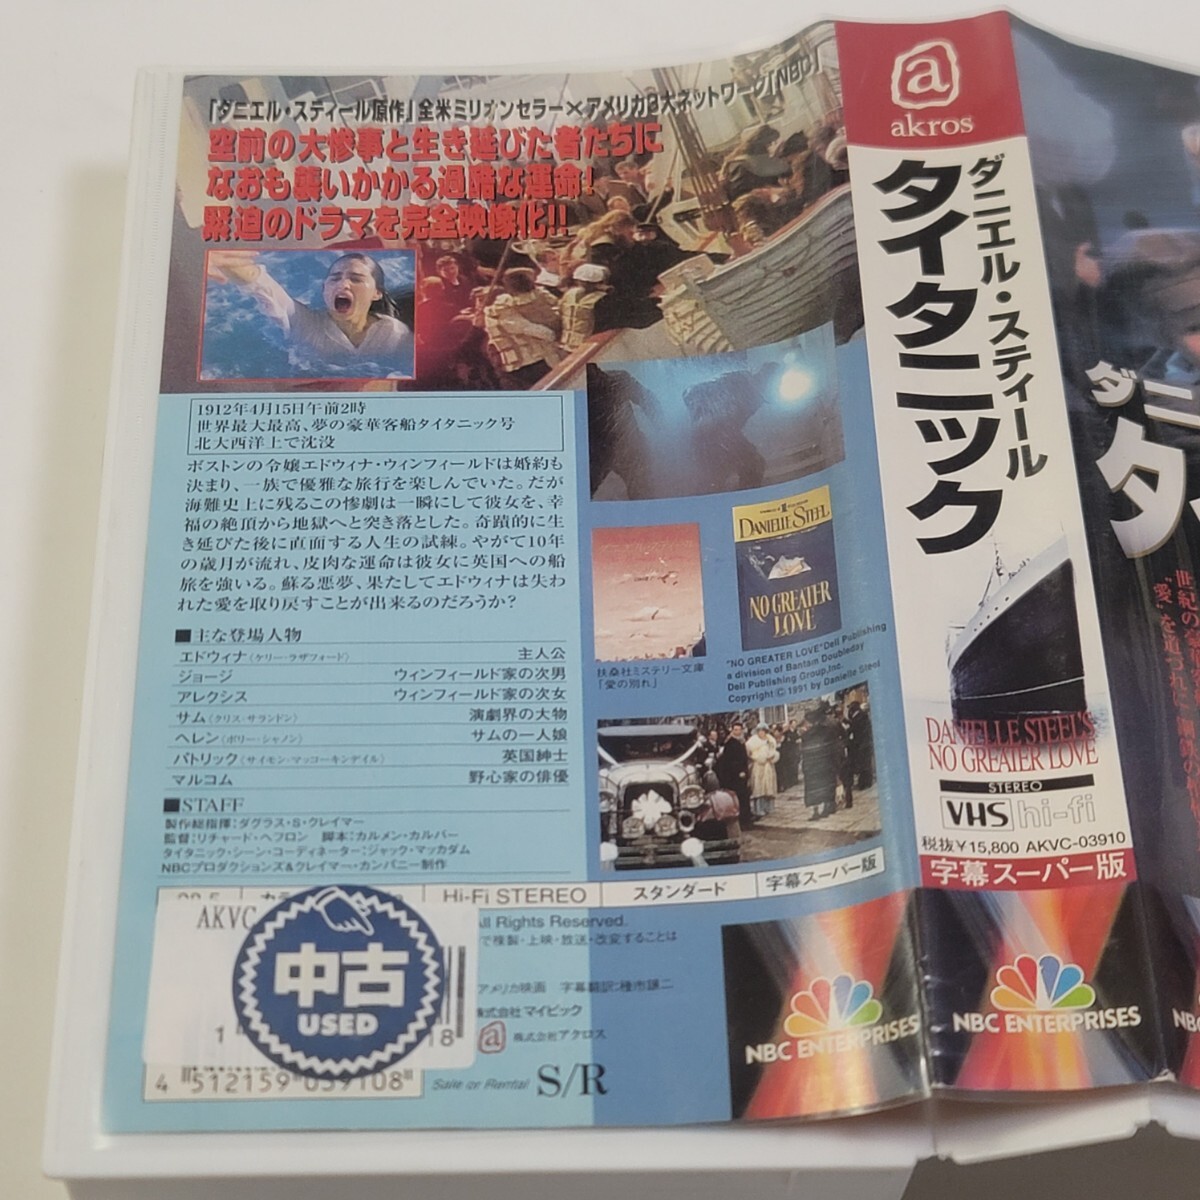 「ダニエル・スティール原作」全米ミリオンセラー×アメリカ3大ネットワーク「NBC」
空前の大惨事と生き延びた者たちに
なおも襲いかかる過酷な運命!
緊迫のドラマを完全映像化!!
1912年4月15日午前2時
世界最大最高、夢の豪華客船タイタニック号
北大西洋上で沈没
ボストンの令嬢エドウィナ・ウィンフィールドは婚約も
決まり、一族で優雅な旅行を楽しんでいた。だが
海難史上に残るこの惨劇は一瞬にして彼女を、幸
福の絶頂から地獄へと突き落とした。奇蹟的に生
き延びた後に直面する人生の試練。やがて10年
の歳月が流れ、皮肉な運命は彼女に英国への船
旅を強いる。蘇る悪夢、果たしてエドウィナは失わ
れた愛を取り戻すことが出来るのだろうか?
■主な登場人物
エドウィナ〈ケリー・ラザフォード〉 主人公
ジョージ ウィンフィールド家の次男
アレクシス ウィンフィールド家の次女
サム〈クリス・サランドン〉 演劇界の大物
ヘレン〈ポリー・シャノン〉 サムの一人娘
パトリック〈サイモン・マッコーキンデイル〉 英国紳士
マルコム 野心家の俳優
■STAFF
製作総指揮:ダグラス・S・クレイマー
監督:リチャード・ヘフロン 脚本:カルメン・カルバー
タイタニック・シーン・コーディネーター:ジャック・マッカダム
NBCプロダクションズ&クレイマー・カンパニー制作
DANIELLE STEEL
NO GREATER
LOVE
扶桑社ミステリー文庫
「愛の別れ」
"NO GREATER LOVE"Dell Publishing
a division of Bantam Doubleday
Dell Publishing Group,Inc.
Copyright © 1991 by Danielle Steel
Hi-Fi STEREO スタンダード 字幕スーパー版
All Rights Reserved.
で複製・上映・放送・改変することは
アメリカ映画 字幕翻訳:種市譲二
株式会社 マイピック
a 株式会社アクロス
AKVC
中古
USED
1 18
4 512159 039108
Sale or Rental S/R
NBC ENTERPRISES
a
akros
ダニエル・スティール
タイタニック
DANIELLE STEEL'S
NO GREATER LOVE
STEREO
VHS hi-fi
税抜¥15,800 AKVC-03910
字幕スーパー版
NBC ENTERPRISES
ダニ
タ